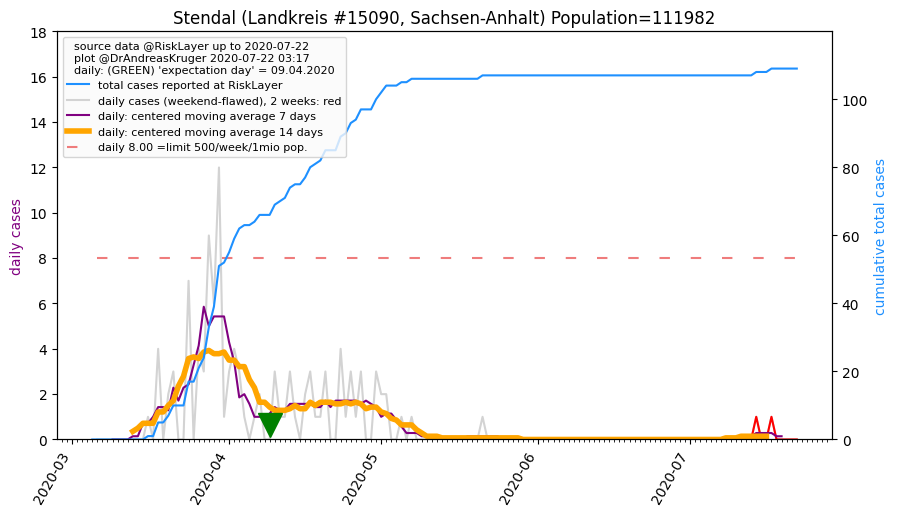 Stendal (Landkreis #15090, Sachsen-Anhalt) Population=111982
source data @RiskLayer up to 2020-07-22
plot @DrAndreasKruger 2020-07-22 03:17
daily: (GREEN) 'expectation day' = 09.04.2020
total cases reported at RiskLayer
daily cases (weekend-flawed), 2 weeks: red
daily: centered moving average 7 days
daily: centered moving average 14 days
daily 8.00 =limit 500/week/1mio pop.
daily cases
18
16
14
12
10
8
6
4
2
0
cumulative total cases
100
80
60
40
20
0
2020-03
2020-04
2020-05
2020-06
2020-07